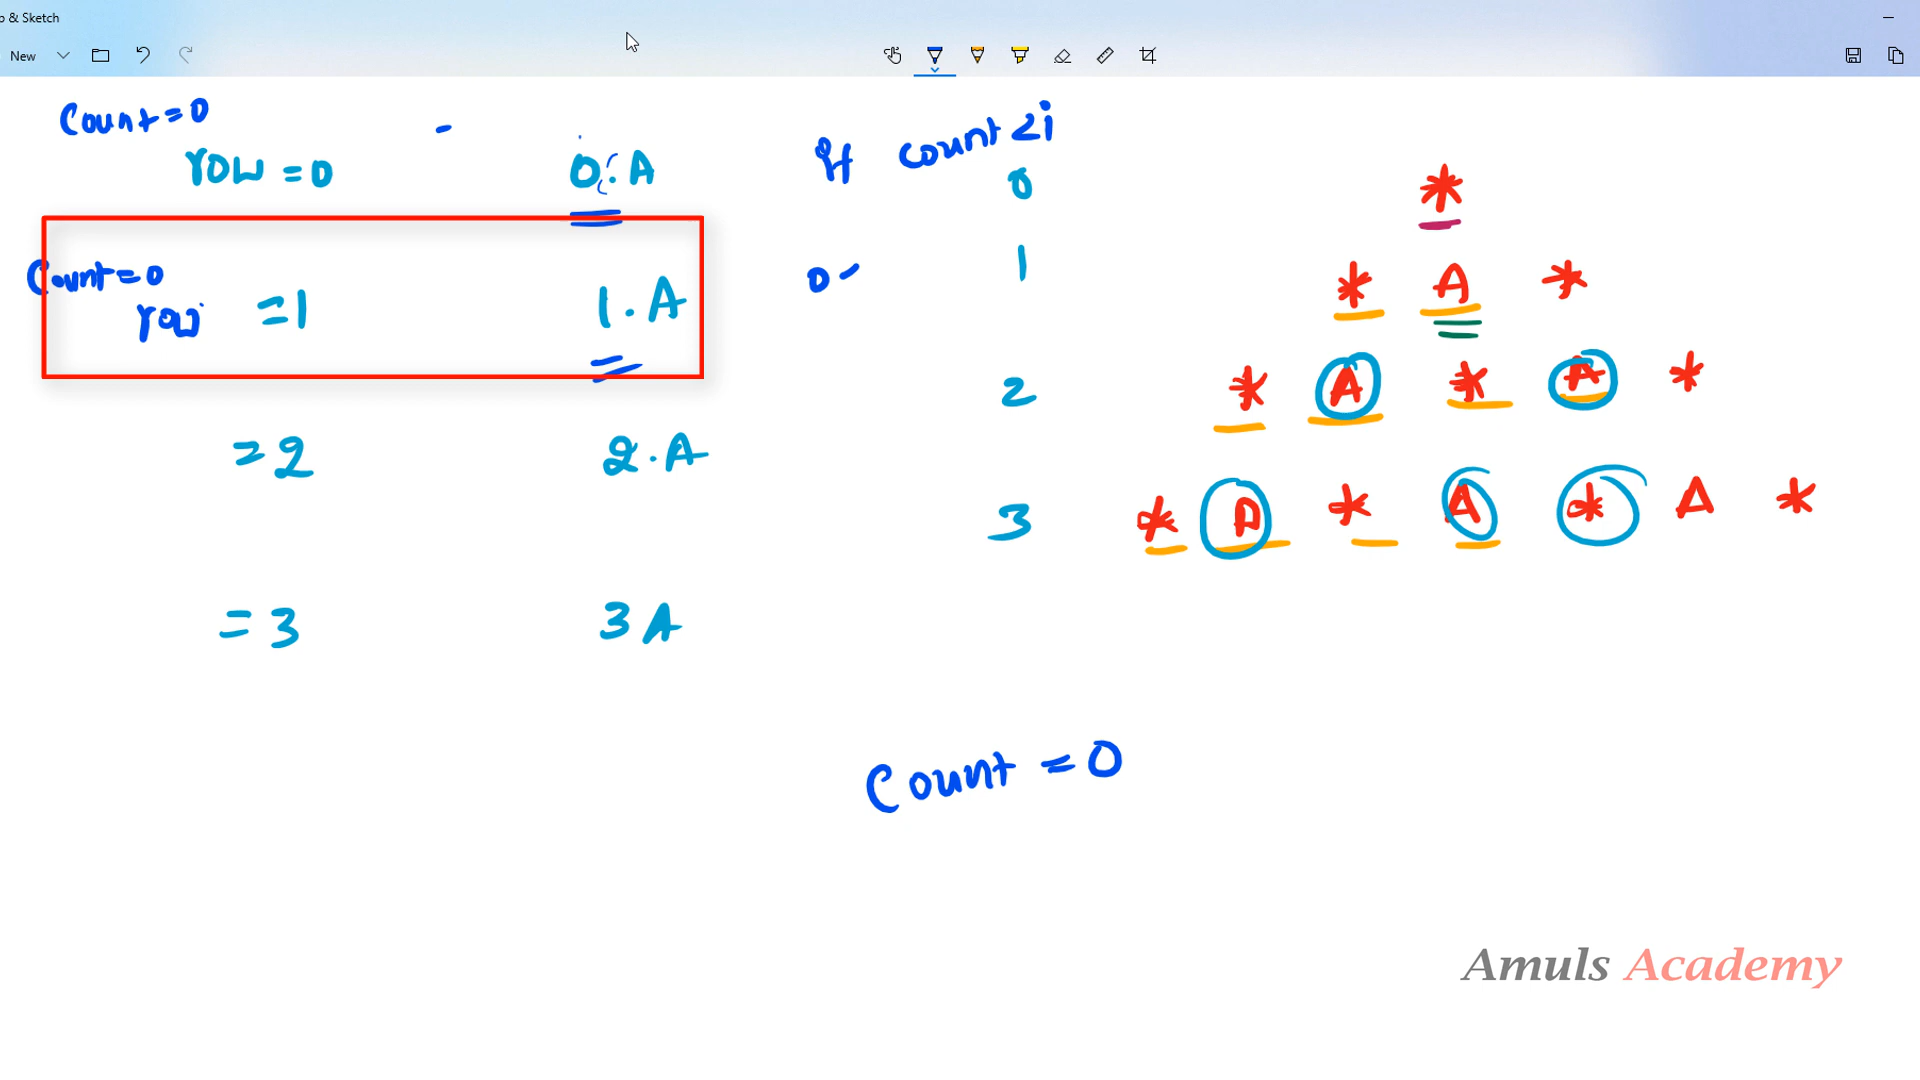 p & Sketch
New
Count = 0
row = 0
0 . A
if count < i
0
*
Count = 0
row = 1
1 . A
0
1
* A *
= 2
2 . A
2
* A * A *
3
* A * A * A *
= 3
3 A
Count = 0
Amuls Academy